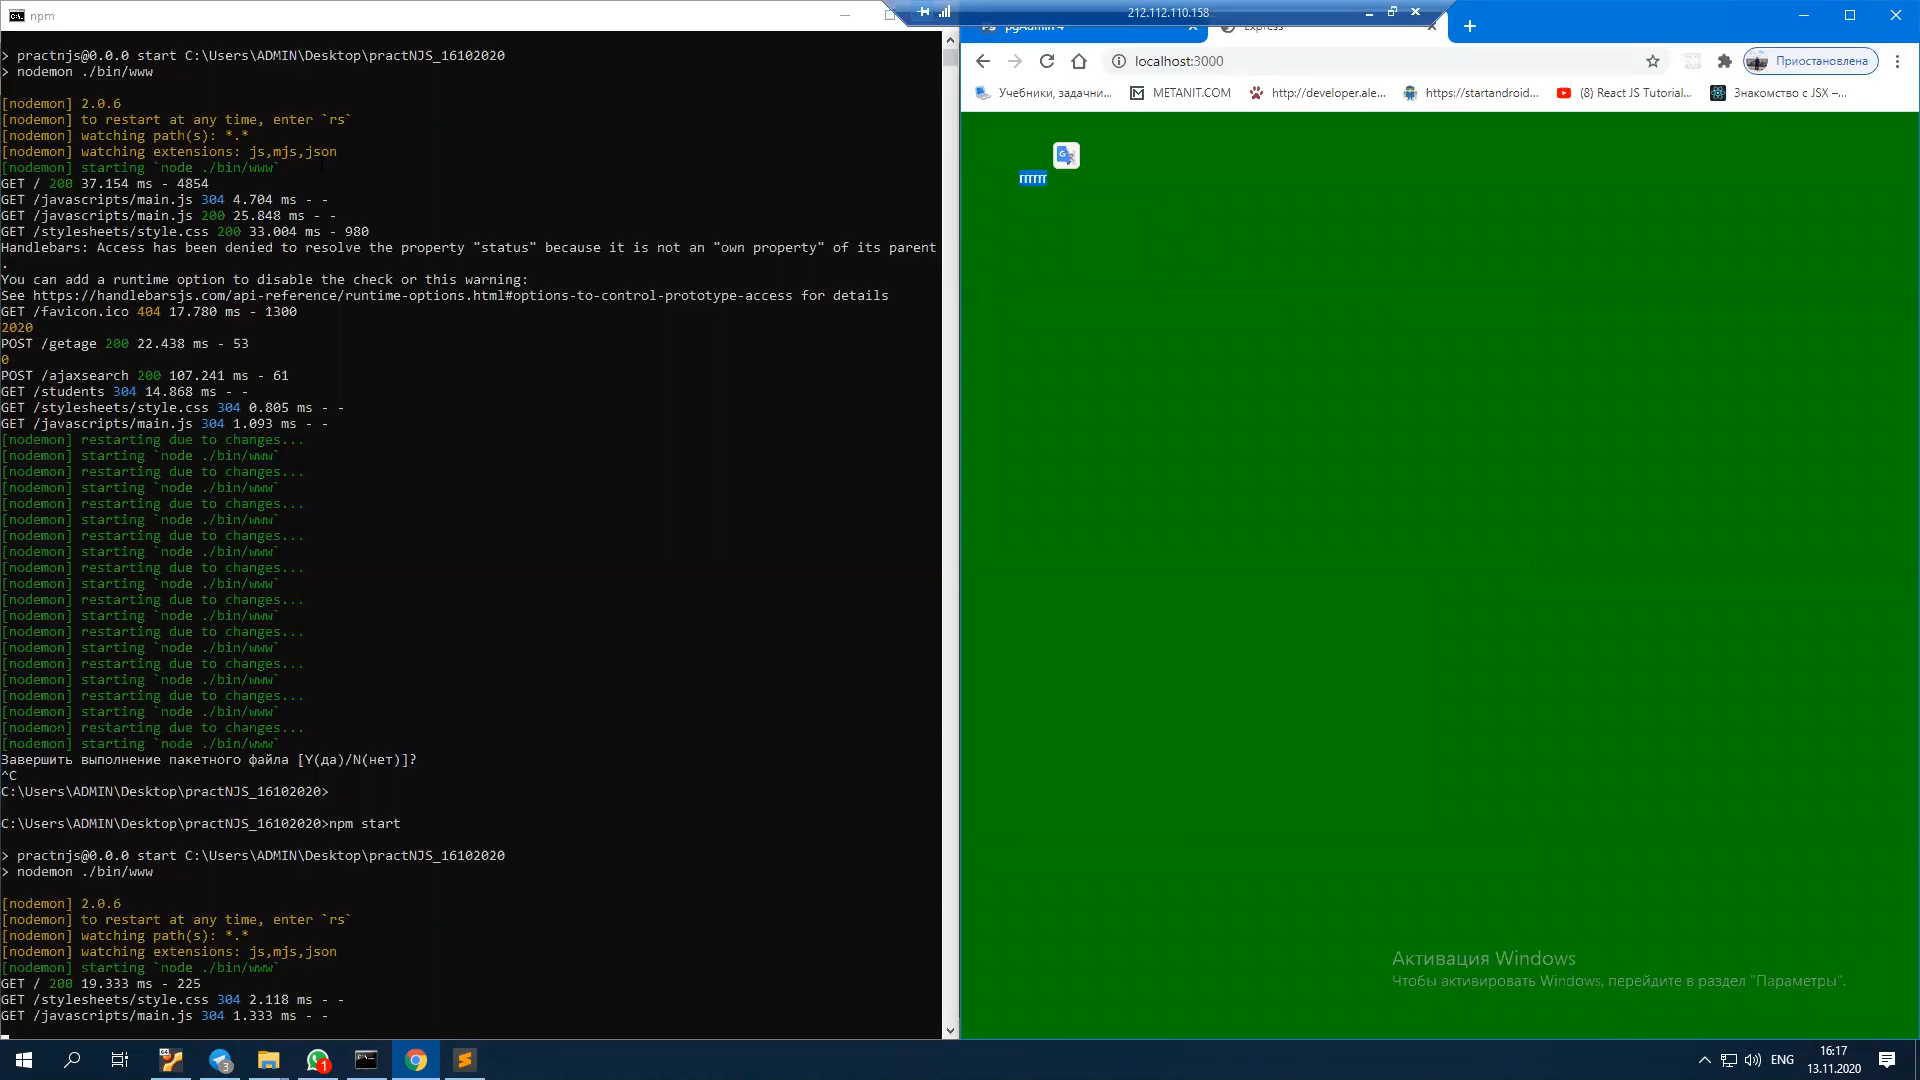 npm
> practnjs@0.0.0 start C:\Users\ADMIN\Desktop\practNJS_16102020
> nodemon ./bin/www
[nodemon] 2.0.6
[nodemon] to restart at any time, enter `rs`
[nodemon] watching path(s): *.*
[nodemon] watching extensions: js,mjs,json
[nodemon] starting `node ./bin/www`
GET / 200 37.154 ms - 4854
GET /javascripts/main.js 304 4.704 ms - -
GET /javascripts/main.js 200 25.848 ms - -
GET /stylesheets/style.css 200 33.004 ms - 980
Handlebars: Access has been denied to resolve the property "status" because it is not an "own property" of its parent
.
You can add a runtime option to disable the check or this warning:
See https://handlebarsjs.com/api-reference/runtime-options.html#options-to-control-prototype-access for details
GET /favicon.ico 404 17.780 ms - 1300
2020
POST /getage 200 22.438 ms - 53
0
POST /ajaxsearch 200 107.241 ms - 61
GET /students 304 14.868 ms - -
GET /stylesheets/style.css 304 0.805 ms - -
GET /javascripts/main.js 304 1.093 ms - -
[nodemon] restarting due to changes...
[nodemon] starting `node ./bin/www`
[nodemon] restarting due to changes...
[nodemon] starting `node ./bin/www`
[nodemon] restarting due to changes...
[nodemon] starting `node ./bin/www`
[nodemon] restarting due to changes...
[nodemon] starting `node ./bin/www`
[nodemon] restarting due to changes...
[nodemon] starting `node ./bin/www`
[nodemon] restarting due to changes...
[nodemon] starting `node ./bin/www`
[nodemon] restarting due to changes...
[nodemon] starting `node ./bin/www`
[nodemon] restarting due to changes...
[nodemon] starting `node ./bin/www`
[nodemon] restarting due to changes...
[nodemon] starting `node ./bin/www`
[nodemon] restarting due to changes...
[nodemon] starting `node ./bin/www`
Завершить выполнение пакетного файла [Y(да)/N(нет)]?
^C
C:\Users\ADMIN\Desktop\practNJS_16102020>
C:\Users\ADMIN\Desktop\practNJS_16102020>npm start
> practnjs@0.0.0 start C:\Users\ADMIN\Desktop\practNJS_16102020
> nodemon ./bin/www
[nodemon] 2.0.6
[nodemon] to restart at any time, enter `rs`
[nodemon] watching path(s): *.*
[nodemon] watching extensions: js,mjs,json
[nodemon] starting `node ./bin/www`
GET / 200 19.333 ms - 225
GET /stylesheets/style.css 304 2.118 ms - -
GET /javascripts/main.js 304 1.333 ms - -
212.112.110.158
pgAdmin 4
Express
localhost:3000
Приостановлена
Учебники, задачни...
METANIT.COM
http://developer.ale...
https://startandroid...
(8) React JS Tutorial...
Знакомство с JSX –...
Активация Windows
Чтобы активировать Windows, перейдите в раздел "Параметры".
3
1
ENG
16:17
13.11.2020